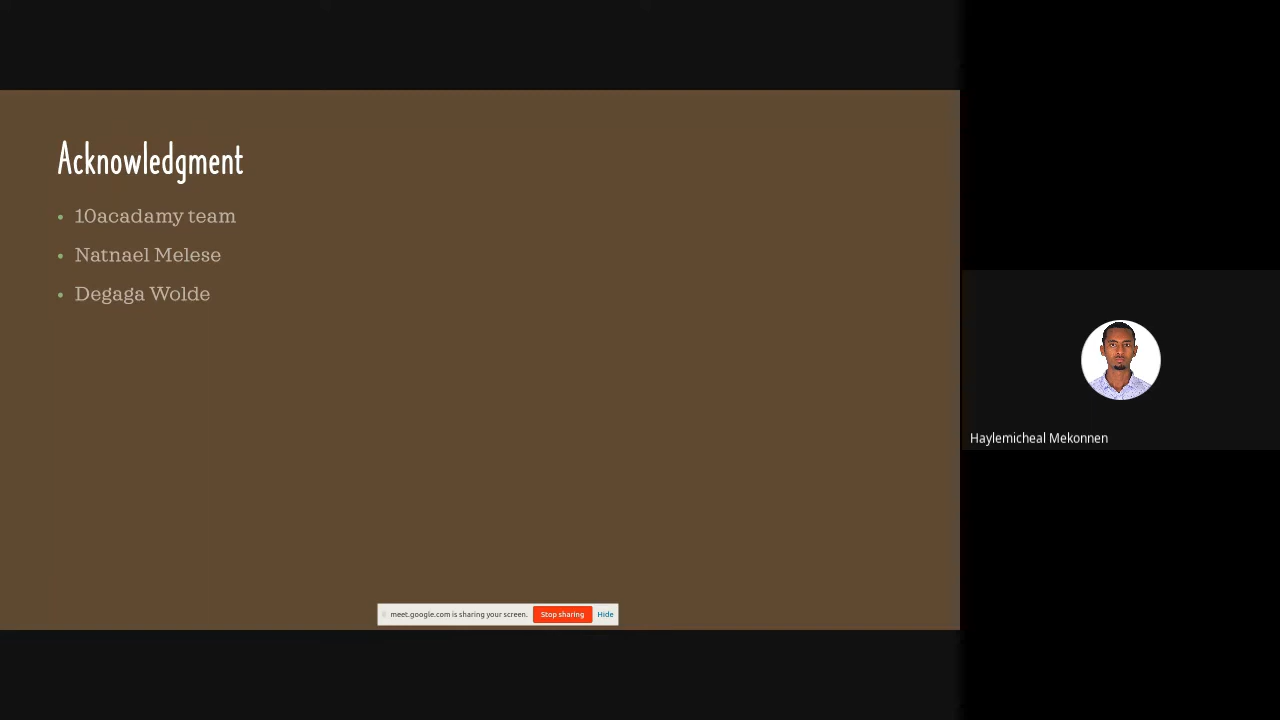 Acknowledgment
• 10acadamy team
• Natnael Melese
• Degaga Wolde
Haylemicheal Mekonnen
meet.google.com is sharing your screen. Stop sharing Hide